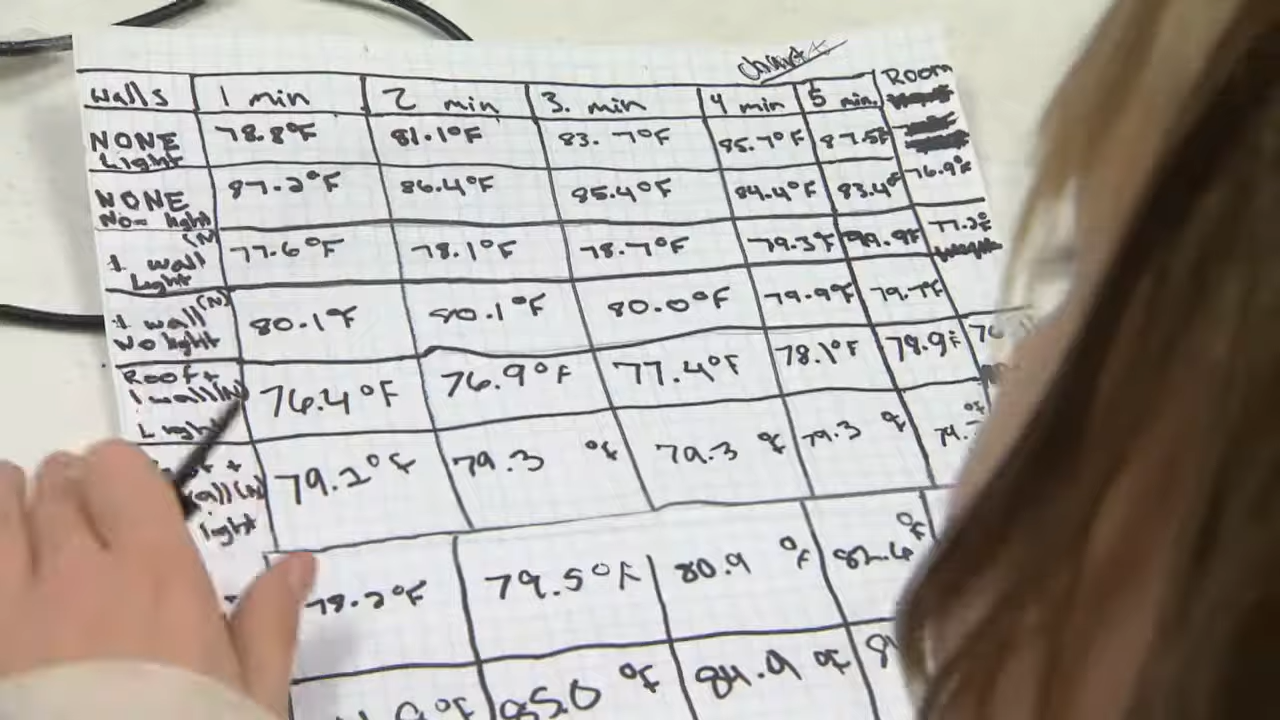 Walls 1 min 2 min 3. min 4 min 5 min. Room
NONE Light 78.8°F 81.1°F 83.7°F 85.7°F 87.5F
NONE No light 87.2°F 86.4°F 85.4°F 84.4°F 83.4°F 76.9°F
1 wall (N) Light 77.6°F 78.1°F 78.7°F 79.3°F 77.2°F
1 wall (N) No light 80.1°F 80.1°F 80.0°F 79.9°F 79.7°F
Roof + 1 wall (N) Light 76.4°F 76.9°F 77.4°F 78.1°F 78.9F
light 79.2°F 79.3 °F 79.3 °F 79.3 °F
78.2°F 79.5°F 80.9 °F 82.6°F
85.0 °F 84.9 °F